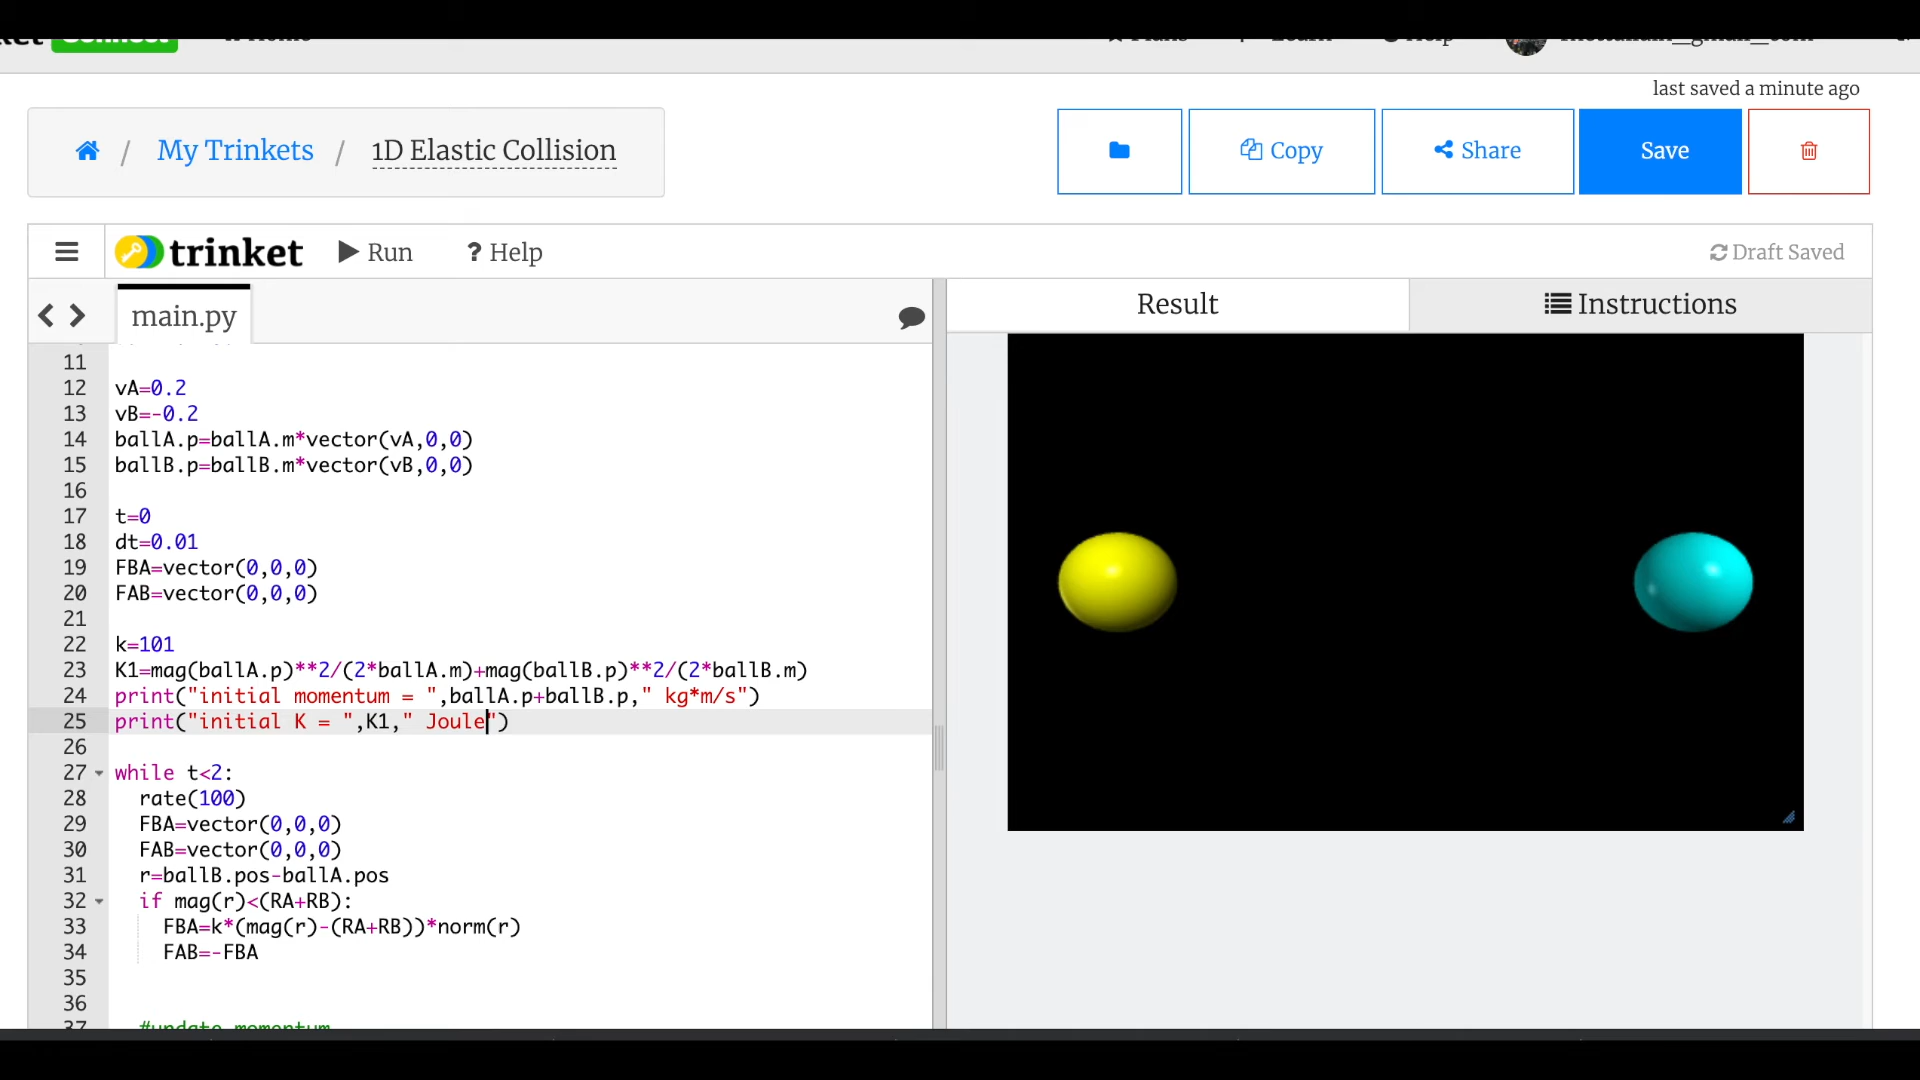 last saved a minute ago
/ My Trinkets / 1D Elastic Collision
Copy
Share
Save
trinket
Run
? Help
Draft Saved
main.py
Result
Instructions
11
12 vA=0.2
13 vB=-0.2
14 ballA.p=ballA.m*vector(vA,0,0)
15 ballB.p=ballB.m*vector(vB,0,0)
16
17 t=0
18 dt=0.01
19 FBA=vector(0,0,0)
20 FAB=vector(0,0,0)
21
22 k=101
23 K1=mag(ballA.p)**2/(2*ballA.m)+mag(ballB.p)**2/(2*ballB.m)
24 print("initial momentum = ",ballA.p+ballB.p," kg*m/s")
25 print("initial K = ",K1," Joule")
26
27 while t<2:
28 rate(100)
29 FBA=vector(0,0,0)
30 FAB=vector(0,0,0)
31 r=ballB.pos-ballA.pos
32 if mag(r)<(RA+RB):
33 FBA=k*(mag(r)-(RA+RB))*norm(r)
34 FAB=-FBA
35
36
37 #update momentum